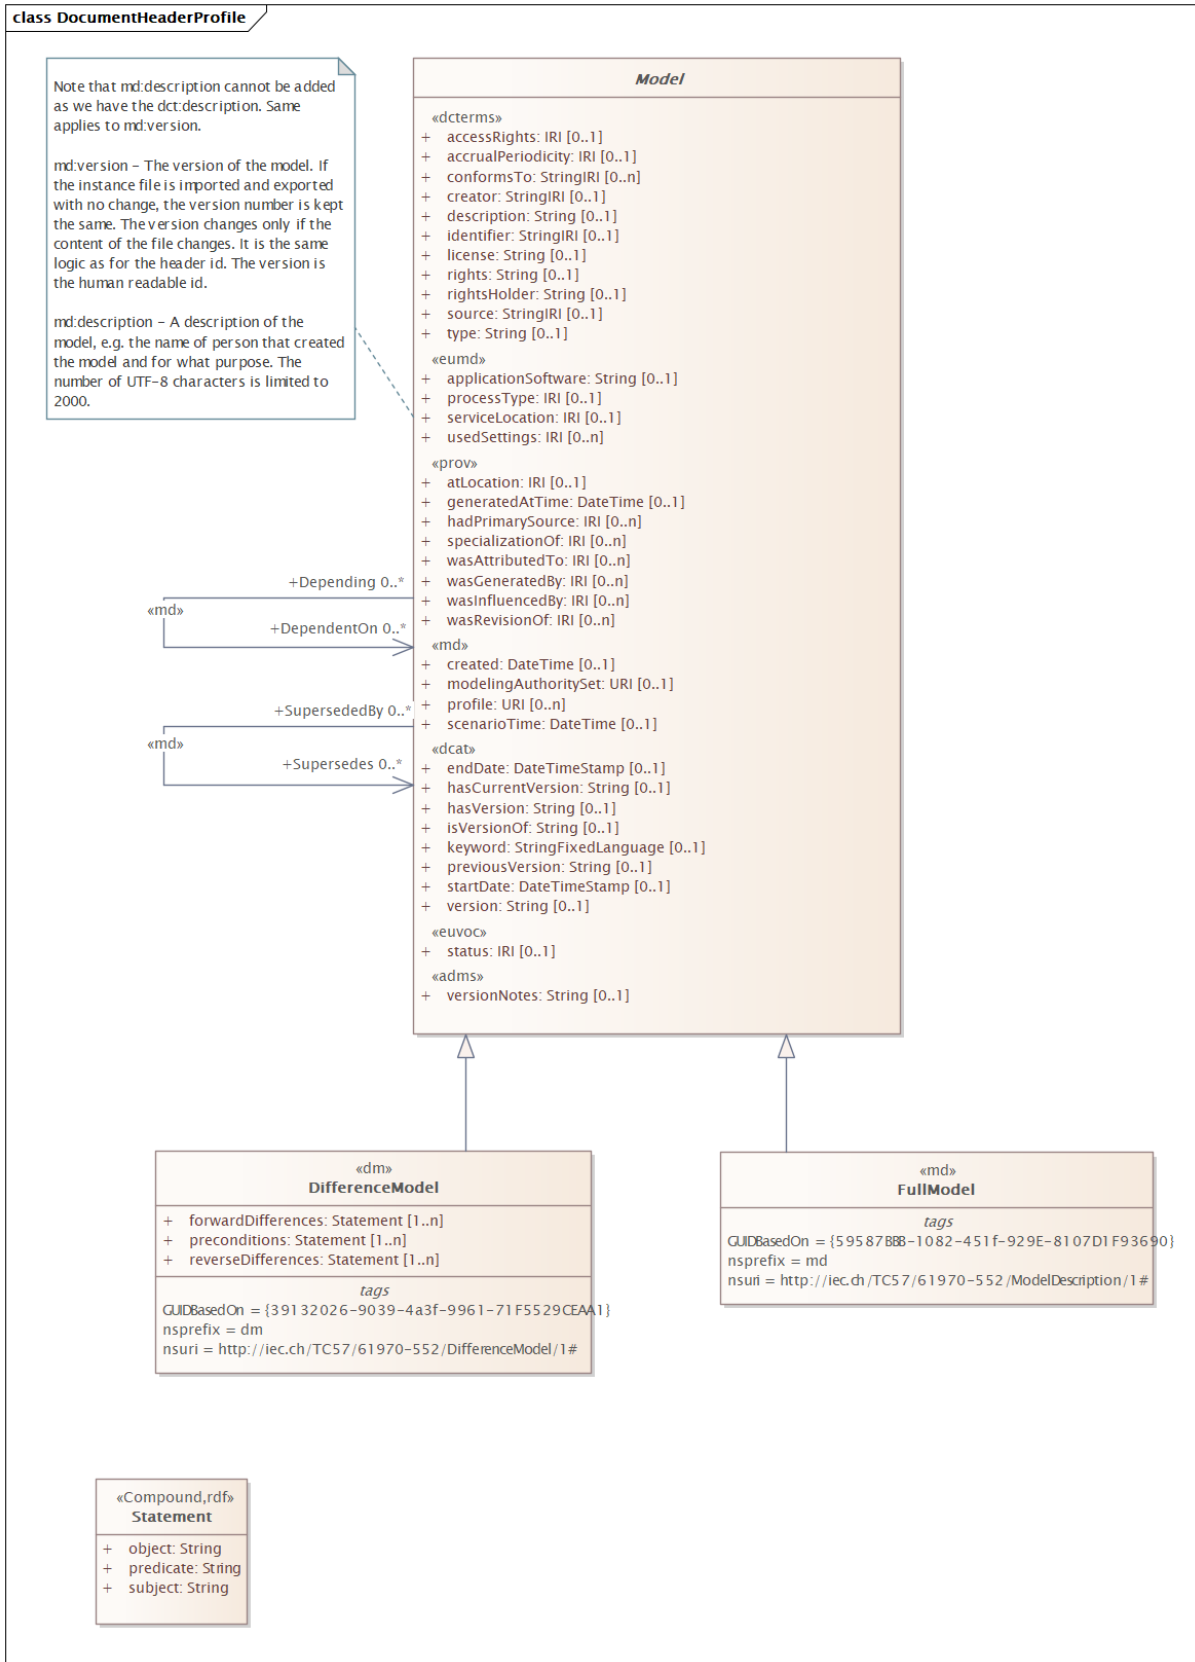 class DocumentHeaderProfile
Note that md:description cannot be added
as we have the dct:description. Same
applies to md:version.
md:version – The version of the model. If
the instance file is imported and exported
with no change, the version number is kept
the same. The version changes only if the
content of the file changes. It is the same
logic as for the header id. The version is
the human readable id.
md:description – A description of the
model, e.g. the name of person that created
the model and for what purpose. The
number of UTF-8 characters is limited to
2000.
Model
«dcterms»
+ accessRights: IRI [0..1]
+ accrualPeriodicity: IRI [0..1]
+ conformsTo: StringIRI [0..n]
+ creator: StringIRI [0..1]
+ description: String [0..1]
+ identifier: StringIRI [0..1]
+ license: String [0..1]
+ rights: String [0..1]
+ rightsHolder: String [0..1]
+ source: StringIRI [0..1]
+ type: String [0..1]
«eumd»
+ applicationSoftware: String [0..1]
+ processType: IRI [0..1]
+ serviceLocation: IRI [0..1]
+ usedSettings: IRI [0..n]
«prov»
+ atLocation: IRI [0..1]
+ generatedAtTime: DateTime [0..1]
+ hadPrimarySource: IRI [0..n]
+ specializationOf: IRI [0..n]
+ wasAttributedTo: IRI [0..n]
+ wasGeneratedBy: IRI [0..n]
+ wasInfluencedBy: IRI [0..n]
+ wasRevisionOf: IRI [0..n]
«md»
+ created: DateTime [0..1]
+ modelingAuthoritySet: URI [0..1]
+ profile: URI [0..n]
+ scenarioTime: DateTime [0..1]
«dcat»
+ endDate: DateTimeStamp [0..1]
+ hasCurrentVersion: String [0..1]
+ hasVersion: String [0..1]
+ isVersionOf: String [0..1]
+ keyword: StringFixedLanguage [0..1]
+ previousVersion: String [0..1]
+ startDate: DateTimeStamp [0..1]
+ version: String [0..1]
«euvoc»
+ status: IRI [0..1]
«adms»
+ versionNotes: String [0..1]
+Depending 0..*
«md»
+DependentOn 0..*
+SupersededBy 0..*
«md»
+Supersedes 0..*
«dm»
DifferenceModel
+ forwardDifferences: Statement [1..n]
+ preconditions: Statement [1..n]
+ reverseDifferences: Statement [1..n]
tags
GUIDBasedOn = {39132026-9039-4a3f-9961-71F5529CEAA1}
nsprefix = dm
nsuri = http://iec.ch/TC57/61970-552/DifferenceModel/1#
«md»
FullModel
tags
GUIDBasedOn = {59587BBB-1082-451f-929E-8107D1F93690}
nsprefix = md
nsuri = http://iec.ch/TC57/61970-552/ModelDescription/1#
«Compound,rdf»
Statement
+ object: String
+ predicate: String
+ subject: String